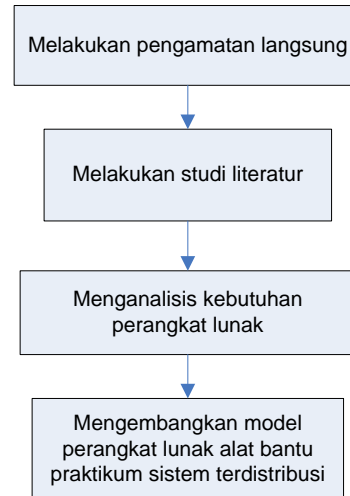 Melakukan pengamatan langsung
Melakukan studi literatur
Menganalisis kebutuhan
perangkat lunak
Mengembangkan model
perangkat lunak alat bantu
praktikum sistem terdistribusi